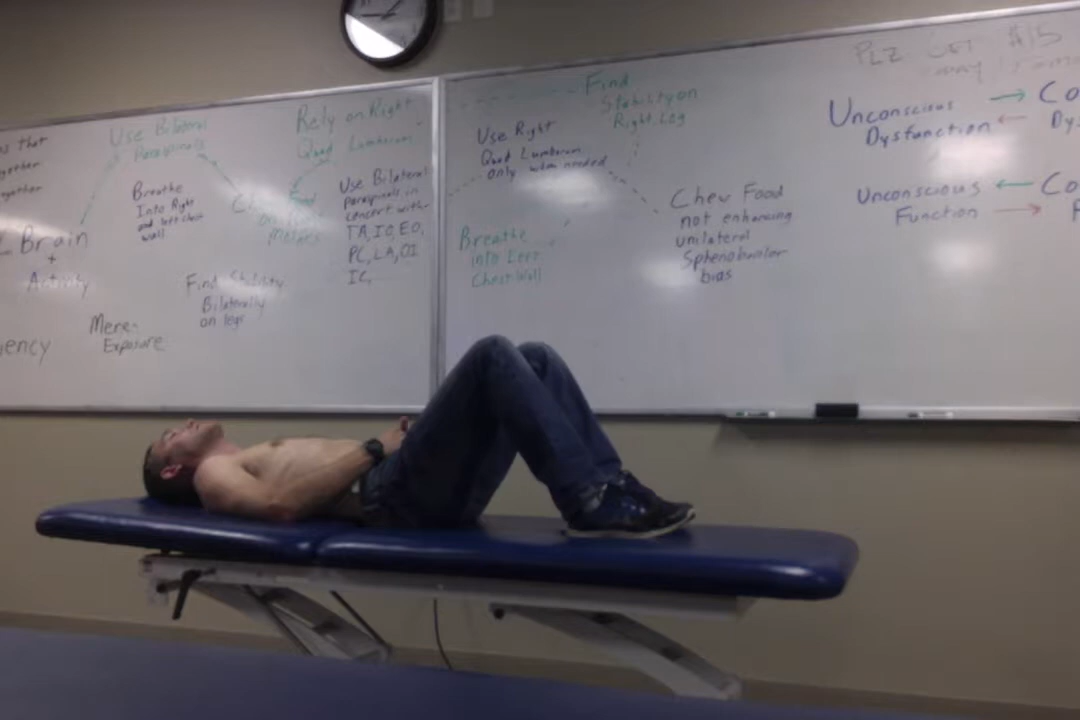 that
Use Bilateral
Paraspinals
Breathe
Into Right
and left chest
wall
Brain
+
Activity
Find Stability
Bilaterally
on legs
Mere-
Exposure
Rely on Right
Quad Lumborum
Use Bilateral
paraspinals in
concert with
TA, IO, EO,
PC, LA, OI
IC,
Find
Stability on
Right Leg
Use Right
Quad Lumborum
only when needed
Breathe
into Left
Chest Wall
Chew Food
not enhancing
unilateral
Sphenobasilar
bias
PLZ $15
Unconscious
Dysfunction
Unconscious
Function